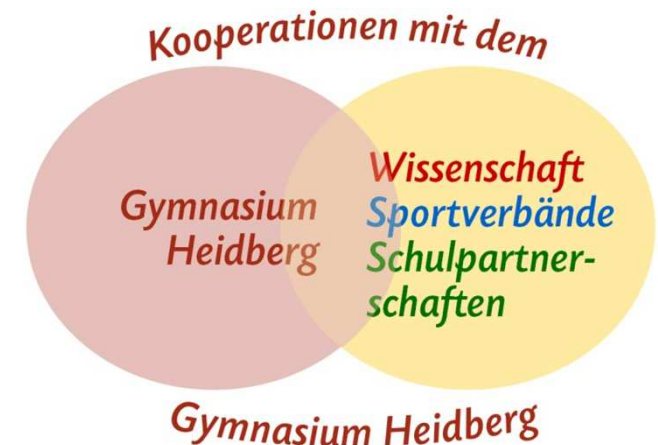 Kooperationen mit dem
Gymnasium
Heidberg
Wissenschaft
Sportverbände
Schulpartner-
schaften
Gymnasium Heidberg